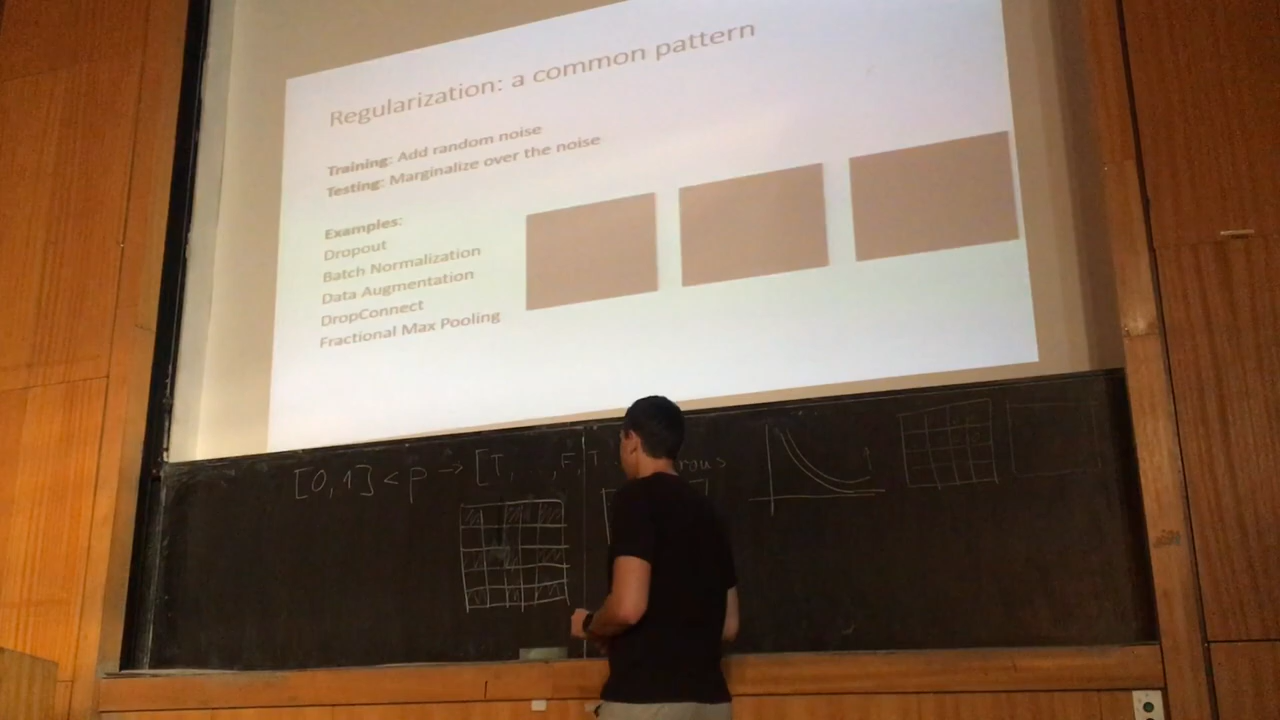 Regularization: a common pattern
Training: Add random noise
Testing: Marginalize over the noise
Examples:
Dropout
Batch Normalization
Data Augmentation
DropConnect
Fractional Max Pooling
[0,1] < p → [T, , F, T